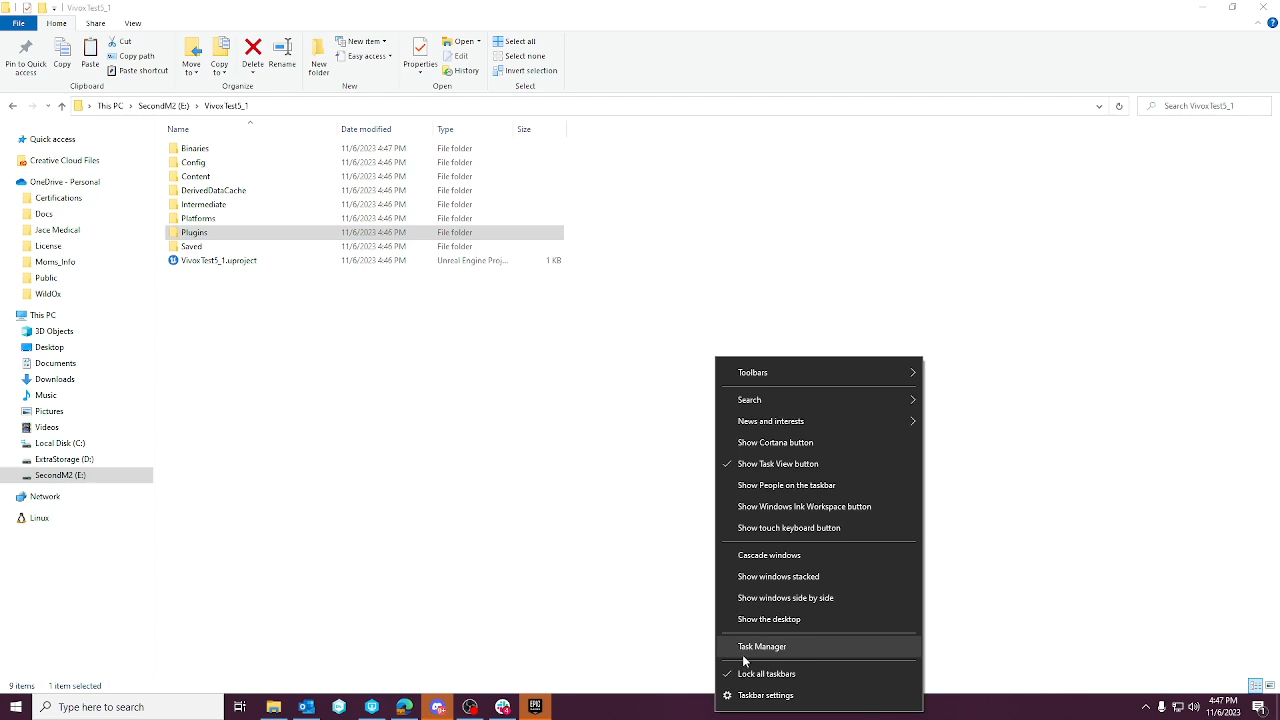 VivoxTest5_1
File Home Share View
Pin to Quick access
Copy
Paste
Cut
Copy path
Paste shortcut
Clipboard
Move to
Copy to
Delete
Rename
Organize
New folder
New item
Easy access
New
Properties
Open
Edit
History
Open
Select all
Select none
Invert selection
Select
This PC SecondM2 (E:) VivoxTest5_1
Search VivoxTest5_1
Name Date modified Type Size
Quick access
Creative Cloud Files
OneDrive - Personal
Certifications
Docs
Jace Medical
License
Moms_Info
Public
WildOx
This PC
3D Objects
Desktop
Documents
Downloads
Music
Pictures
Videos
Local Disk (C:)
ExtraStorage (D:)
SecondM2 (E:)
Network
Linux
Binaries 11/6/2023 4:47 PM File folder
Config 11/6/2023 4:46 PM File folder
Content 11/6/2023 4:46 PM File folder
DerivedDataCache 11/6/2023 4:46 PM File folder
Intermediate 11/6/2023 4:46 PM File folder
Platforms 11/6/2023 4:46 PM File folder
Plugins 11/6/2023 4:46 PM File folder
Saved 11/6/2023 4:46 PM File folder
VivoxTest5_1.uproject 11/6/2023 4:46 PM Unreal Engine Proj... 1 KB
Toolbars
Search
News and interests
Show Cortana button
Show Task View button
Show People on the taskbar
Show Windows Ink Workspace button
Show touch keyboard button
Cascade windows
Show windows stacked
Show windows side by side
Show the desktop
Task Manager
Lock all taskbars
Taskbar settings
9 items 1 item selected
Type here to search
EPIC
4:47 PM
11/6/2023